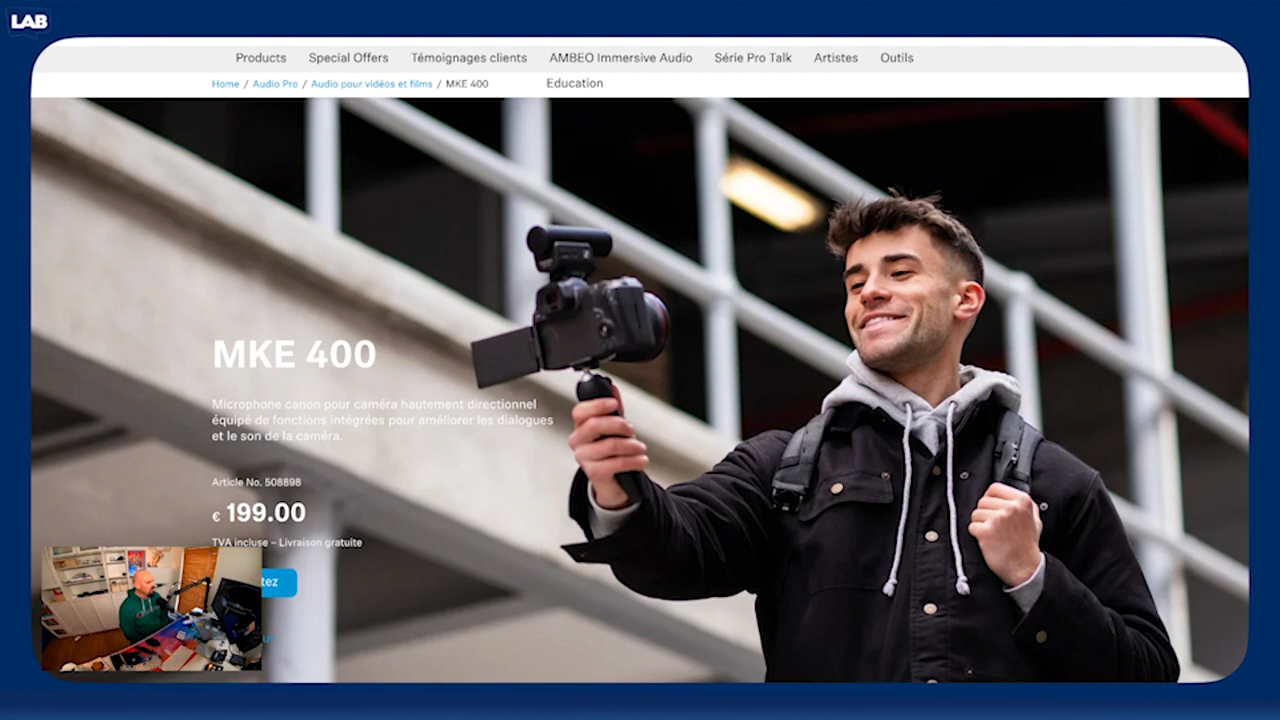 LAB
Products Special Offers Témoignages clients AMBEO Immersive Audio Série Pro Talk Artistes Outils
Home / Audio Pro / Audio pour vidéos et films / MKE 400 Education
MKE 400
Microphone canon pour caméra hautement directionnel
équipé de fonctions intégrées pour améliorer les dialogues
et le son de la caméra.
Article No. 508898
€ 199.00
TVA incluse – Livraison gratuite
tez